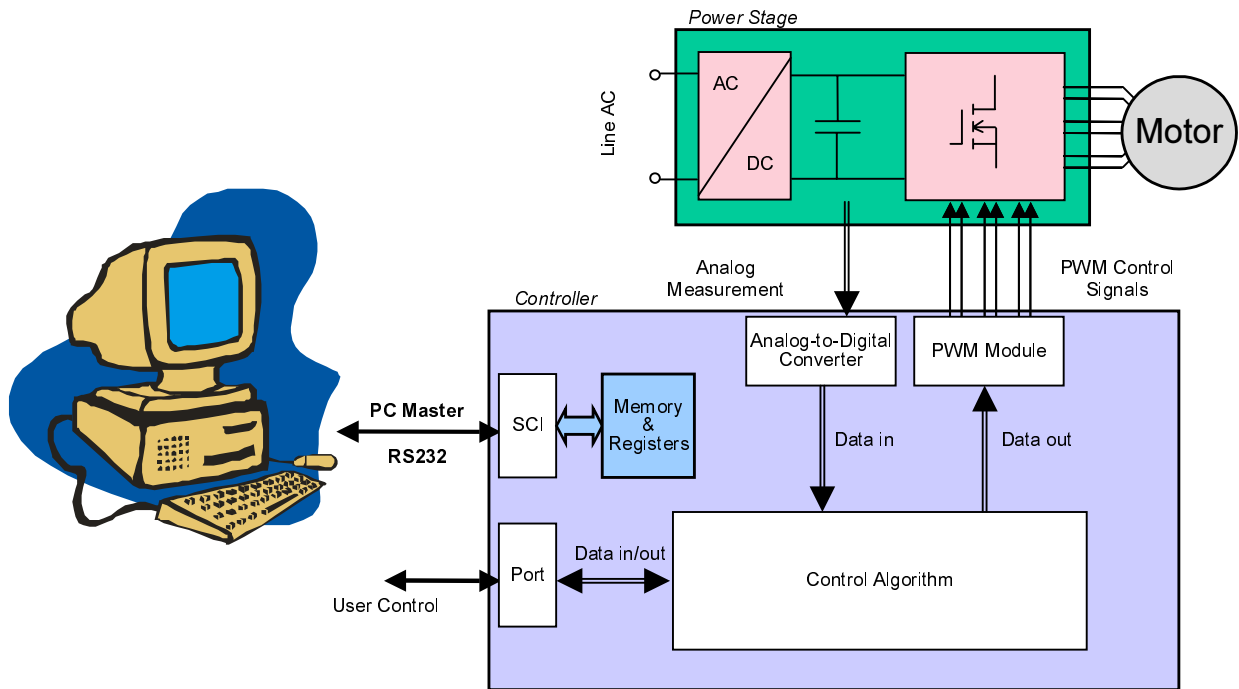 Power Stage
Line AC
AC
DC
Motor
Analog
Measurement
PWM Control
Signals
Controller
Analog-to-Digital
Converter
PWM Module
PC Master
RS232
SCI
Memory
&
Registers
Data in
Data out
User Control
Port
Data in/out
Control Algorithm